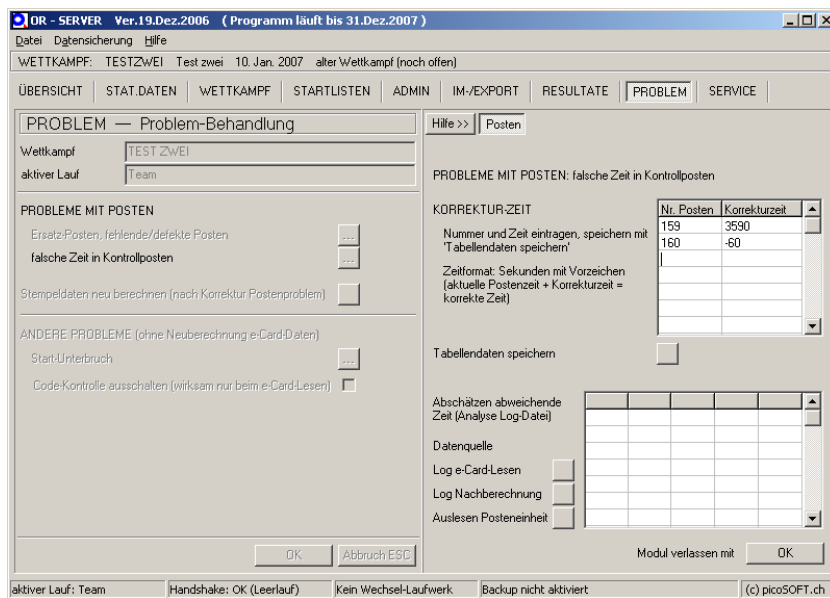 OR - SERVER Ver.19.Dez.2006 ( Programm läuft bis 31.Dez.2007 )
Datei Datensicherung Hilfe
WETTKAMPF: TESTZWEI Test zwei 10. Jan. 2007 alter Wettkampf (noch offen)
ÜBERSICHT STAT.DATEN WETTKAMPF STARTLISTEN ADMIN IM-/EXPORT RESULTATE PROBLEM SERVICE
PROBLEM — Problem-Behandlung
Wettkampf TEST ZWEI
aktiver Lauf Team
PROBLEME MIT POSTEN
Ersatz-Posten, fehlende/defekte Posten ...
falsche Zeit in Kontrollposten ...
Stempeldaten neu berechnen (nach Korrektur Postenproblem)
ANDERE PROBLEME (ohne Neuberechnung e-Card-Daten)
Start-Unterbruch ...
Code-Kontrolle ausschalten (wirksam nur beim e-Card-Lesen)
OK Abbruch ESC
Hilfe >> Posten
PROBLEME MIT POSTEN: falsche Zeit in Kontrollposten
KORREKTUR-ZEIT
Nummer und Zeit eintragen, speichern mit
'Tabellendaten speichern'
Zeitformat: Sekunden mit Vorzeichen
(aktuelle Postenzeit + Korrekturzeit =
korrekte Zeit)
Nr. Posten Korrekturzeit
159 3590
160 -60
Tabellendaten speichern
Abschätzen abweichende
Zeit (Analyse Log-Datei)
Datenquelle
Log e-Card-Lesen
Log Nachberechnung
Auslesen Posteneinheit
Modul verlassen mit OK
aktiver Lauf: Team Handshake: OK (Leerlauf) Kein Wechsel-Laufwerk Backup nicht aktiviert (c) picoSOFT.ch